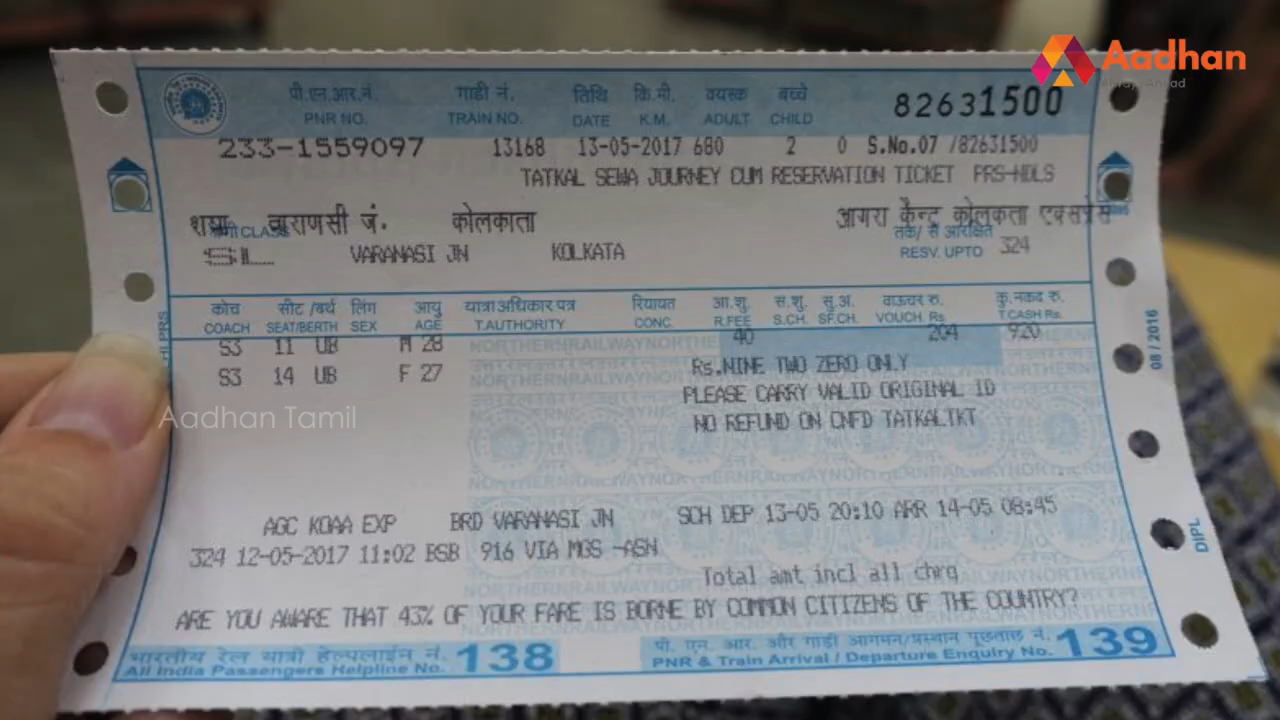 Aadhan
पी.एन.आर.नं. गाडी नं. तिथि कि.मी. वयस्क बच्चे 82631500
PNR NO. TRAIN NO. DATE K.M. ADULT CHILD
233-1559097 13168 13-05-2017 680 2 0 S.No.07 /82631500
TATKAL SEWA JOURNEY CUM RESERVATION TICKET PRS-NDLS
वाराणसी जं. कोलकाता आगरा कैन्ट कोलकता एक्सप्रेस
CLASS तक/ से आरक्षित
SL VARANASI JN KOLKATA RESV. UPTO 324
कोच सीट /बर्थ लिंग आयु यात्रा अधिकार पत्र रियायत आ.शु. स.शु. सु.अ. वाऊचर रु. कु.नकद रु.
COACH SEAT/BERTH SEX AGE T.AUTHORITY CONC. R.FEE S.CH. SF.CH. VOUCH Rs T.CASH Rs.
S3 11 UB M 28 40 204 920
S3 14 UB F 27 Rs.NINE TWO ZERO ONLY
PLEASE CARRY VALID ORIGINAL ID
Aadhan Tamil
NO REFUND ON CNFD TATKALTKT
AGC KOAA EXP BRD VARANASI JN SCH DEP 13-05 20:10 ARR 14-05 08:45
324 12-05-2017 11:02 BSB 916 VIA MGS -ASN
Total amt incl all chrg
ARE YOU AWARE THAT 43% OF YOUR FARE IS BORNE BY COMMON CITIZENS OF THE COUNTRY?
भारतीय रेल यात्री हेल्पलाईन नं. 138 पी. एन. आर. और गाडी आगमन/प्रस्थान पूछताछ नं. 139
All India Passengers Helpline No. PNR & Train Arrival / Departure Enquiry No.
08 / 2016
DIPL